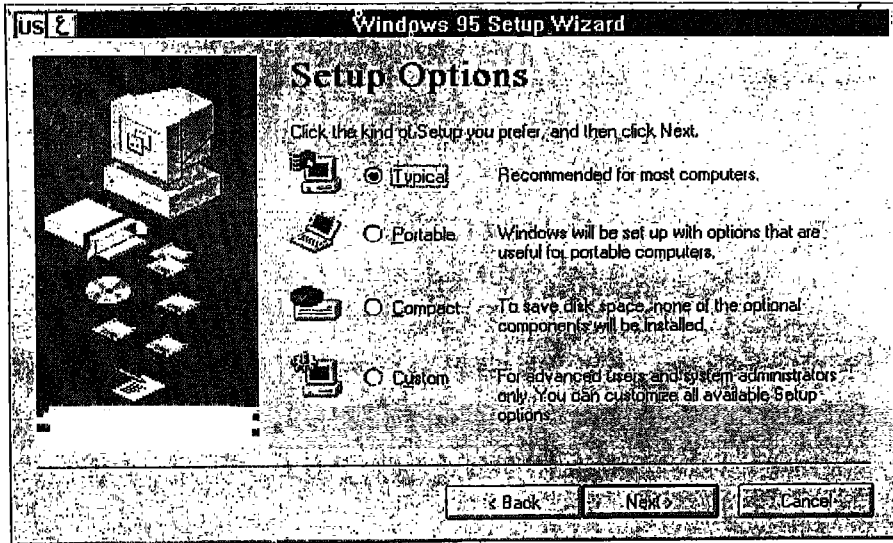 US ع
Windows 95 Setup Wizard
Setup Options
Click the kind of Setup you prefer, and then click Next.
Typical Recommended for most computers.
Portable Windows will be set up with options that are
useful for portable computers.
Compact To save disk space, none of the optional
components will be installed.
Custom For advanced users and system administrators
only. You can customize all available Setup
options.
< Back Next > Cancel